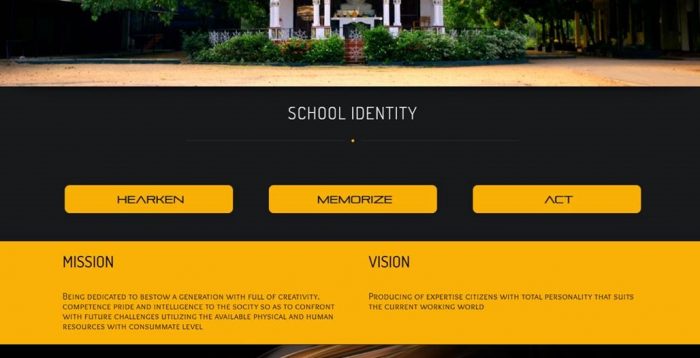 SCHOOL IDENTITY
HEARKEN
MEMORIZE
ACT
MISSION
Being dedicated to bestow a generation with full of creativity,
competence pride and intelligence to the socity so as to confront
with future challenges utilizing the available physical and human
resources with consummate level
VISION
Producing of expertise citizens with total personality that suits
the current working world